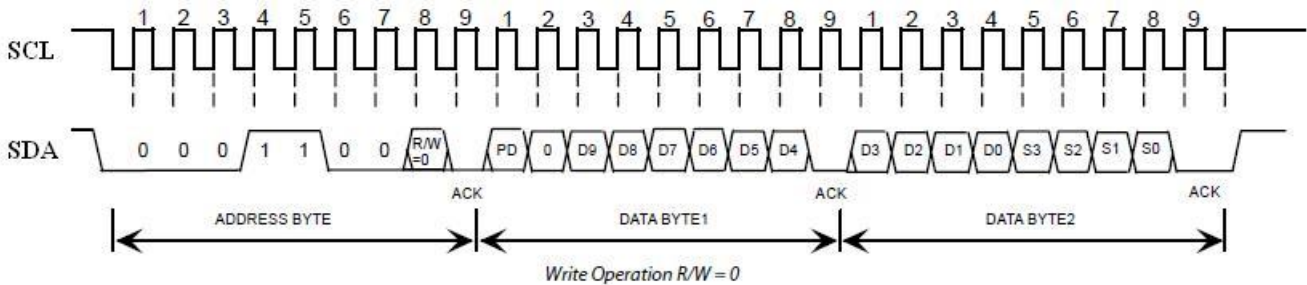 1 2 3 4 5 6 7 8 9 1 2 3 4 5 6 7 8 9 1 2 3 4 5 6 7 8 9
SCL
SDA 0 0 0 1 1 0 0 R/W =0 PD 0 D9 D8 D7 D6 D5 D4 D3 D2 D1 D0 S3 S2 S1 S0
ACK ACK ACK
ADDRESS BYTE DATA BYTE1 DATA BYTE2
Write Operation R/W = 0